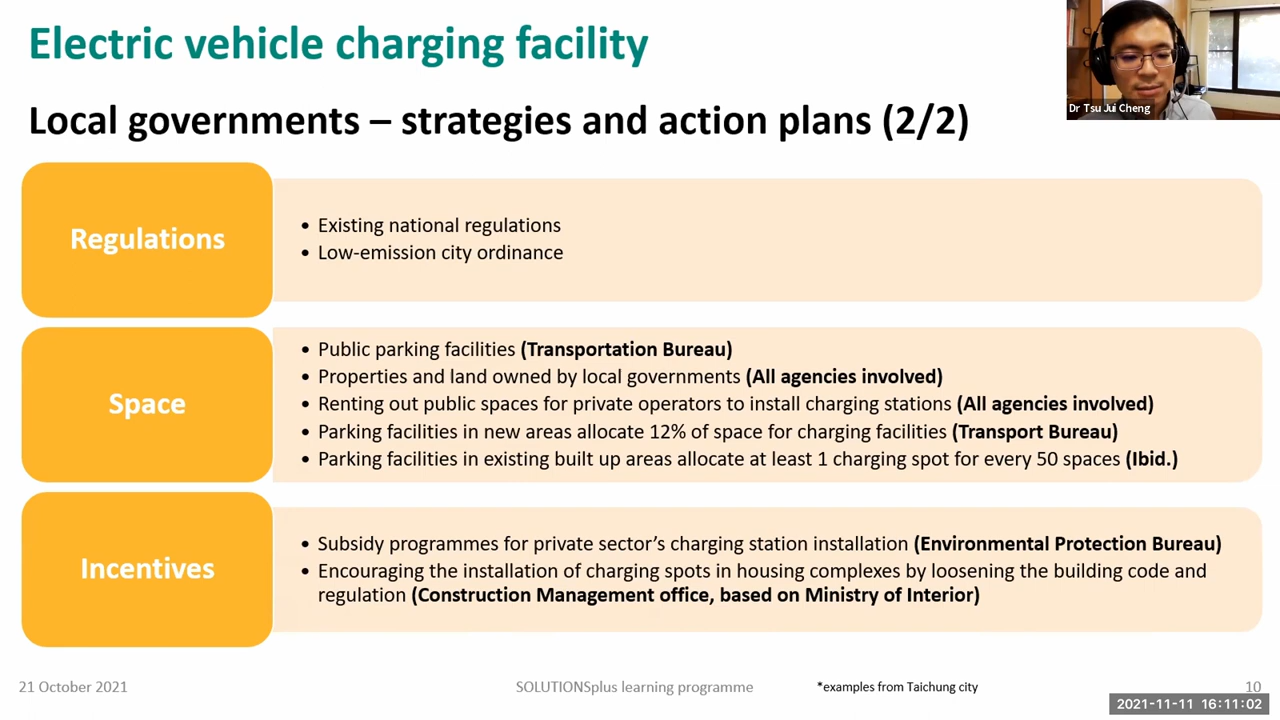 Electric vehicle charging facility
Dr Tsu Jui Cheng
Local governments – strategies and action plans (2/2)
Regulations
• Existing national regulations
• Low-emission city ordinance
Space
• Public parking facilities (Transportation Bureau)
• Properties and land owned by local governments (All agencies involved)
• Renting out public spaces for private operators to install charging stations (All agencies involved)
• Parking facilities in new areas allocate 12% of space for charging facilities (Transport Bureau)
• Parking facilities in existing built up areas allocate at least 1 charging spot for every 50 spaces (Ibid.)
Incentives
• Subsidy programmes for private sector’s charging station installation (Environmental Protection Bureau)
• Encouraging the installation of charging spots in housing complexes by loosening the building code and
regulation (Construction Management office, based on Ministry of Interior)
21 October 2021
SOLUTIONSplus learning programme
*examples from Taichung city
10
2021-11-11 16:11:02